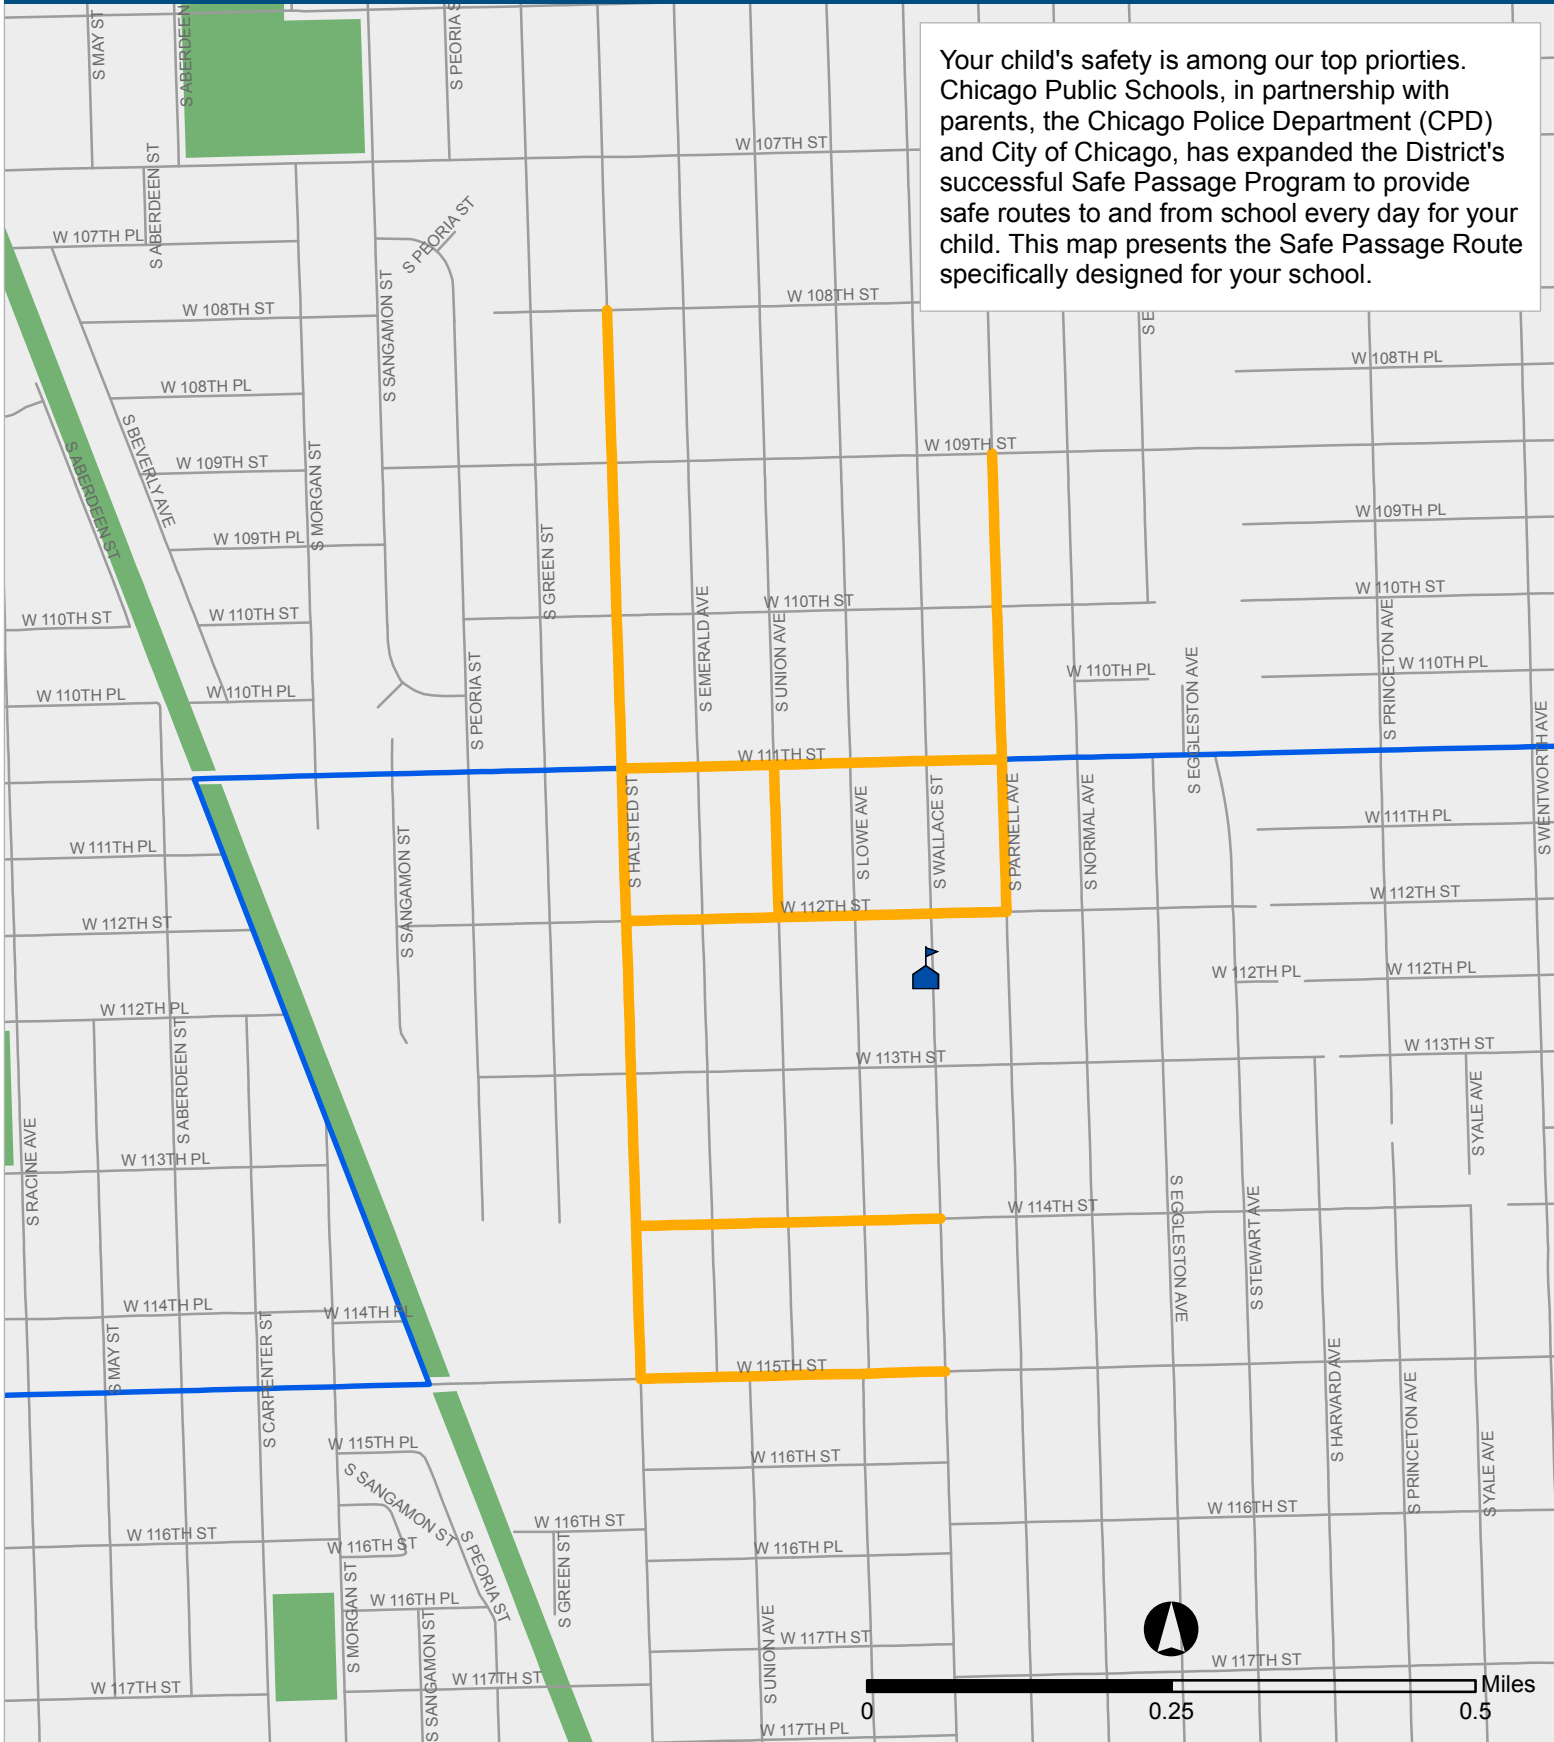 S MAY ST
S ABERDEEN
S PEORIA S
Your child's safety is among our top priorties.
Chicago Public Schools, in partnership with
parents, the Chicago Police Department (CPD)
and City of Chicago, has expanded the District's
successful Safe Passage Program to provide
safe routes to and from school every day for your
child. This map presents the Safe Passage Route
specifically designed for your school.
W 107TH ST
S ABERDEEN ST
W 107TH PL
S PEORIA ST
W 108TH ST
W 108TH ST
S SANGAMON ST
S E
W 108TH PL
W 108TH PL
S BEVERLY AVE
S ABERDEEN ST
W 109TH ST
W 109TH ST
S MORGAN ST
W 109TH PL
W 109TH PL
S GREEN ST
W 110TH ST
W 110TH ST
W 110TH ST
W 110TH ST
S EMERALD AVE
S UNION AVE
S PRINCETON AVE
W 110TH PL
W 110TH PL
W 110TH PL
W 110TH PL
S PEORIA ST
S EGGLESTON AVE
S WENTWORTH AVE
W 111TH ST
S HALSTED ST
S LOWE AVE
S WALLACE ST
S PARNELL AVE
S NORMAL AVE
W 111TH PL
W 111TH PL
S SANGAMON ST
W 112TH ST
W 112TH ST
W 112TH ST
W 112TH PL
W 112TH PL
W 112TH PL
S ABERDEEN ST
W 113TH ST
W 113TH ST
S YALE AVE
S RACINE AVE
W 113TH PL
W 114TH ST
S EGGLESTON AVE
S STEWART AVE
W 114TH PL
W 114TH PL
S MAY ST
S CARPENTER ST
W 115TH ST
S HARVARD AVE
S PRINCETON AVE
S YALE AVE
W 115TH PL
W 116TH ST
S SANGAMON ST
W 116TH ST
W 116TH ST
W 116TH ST
W 116TH ST
S PEORIA ST
S GREEN ST
W 116TH PL
W 116TH PL
S MORGAN ST
S SANGAMON ST
S UNION AVE
W 117TH ST
W 117TH ST
W 117TH ST
W 117TH ST
W 117TH PL
Miles
0
0.25
0.5